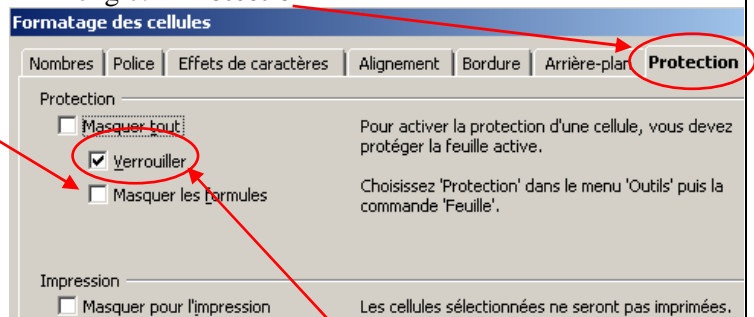 Formatage des cellules
Nombres Police Effets de caractères Alignement Bordure Arrière-plan Protection
Protection
Masquer tout
Verrouiller
Masquer les formules
Pour activer la protection d'une cellule, vous devez
protéger la feuille active.
Choisissez 'Protection' dans le menu 'Outils' puis la
commande 'Feuille'.
Impression
Masquer pour l'impression
Les cellules sélectionnées ne seront pas imprimées.